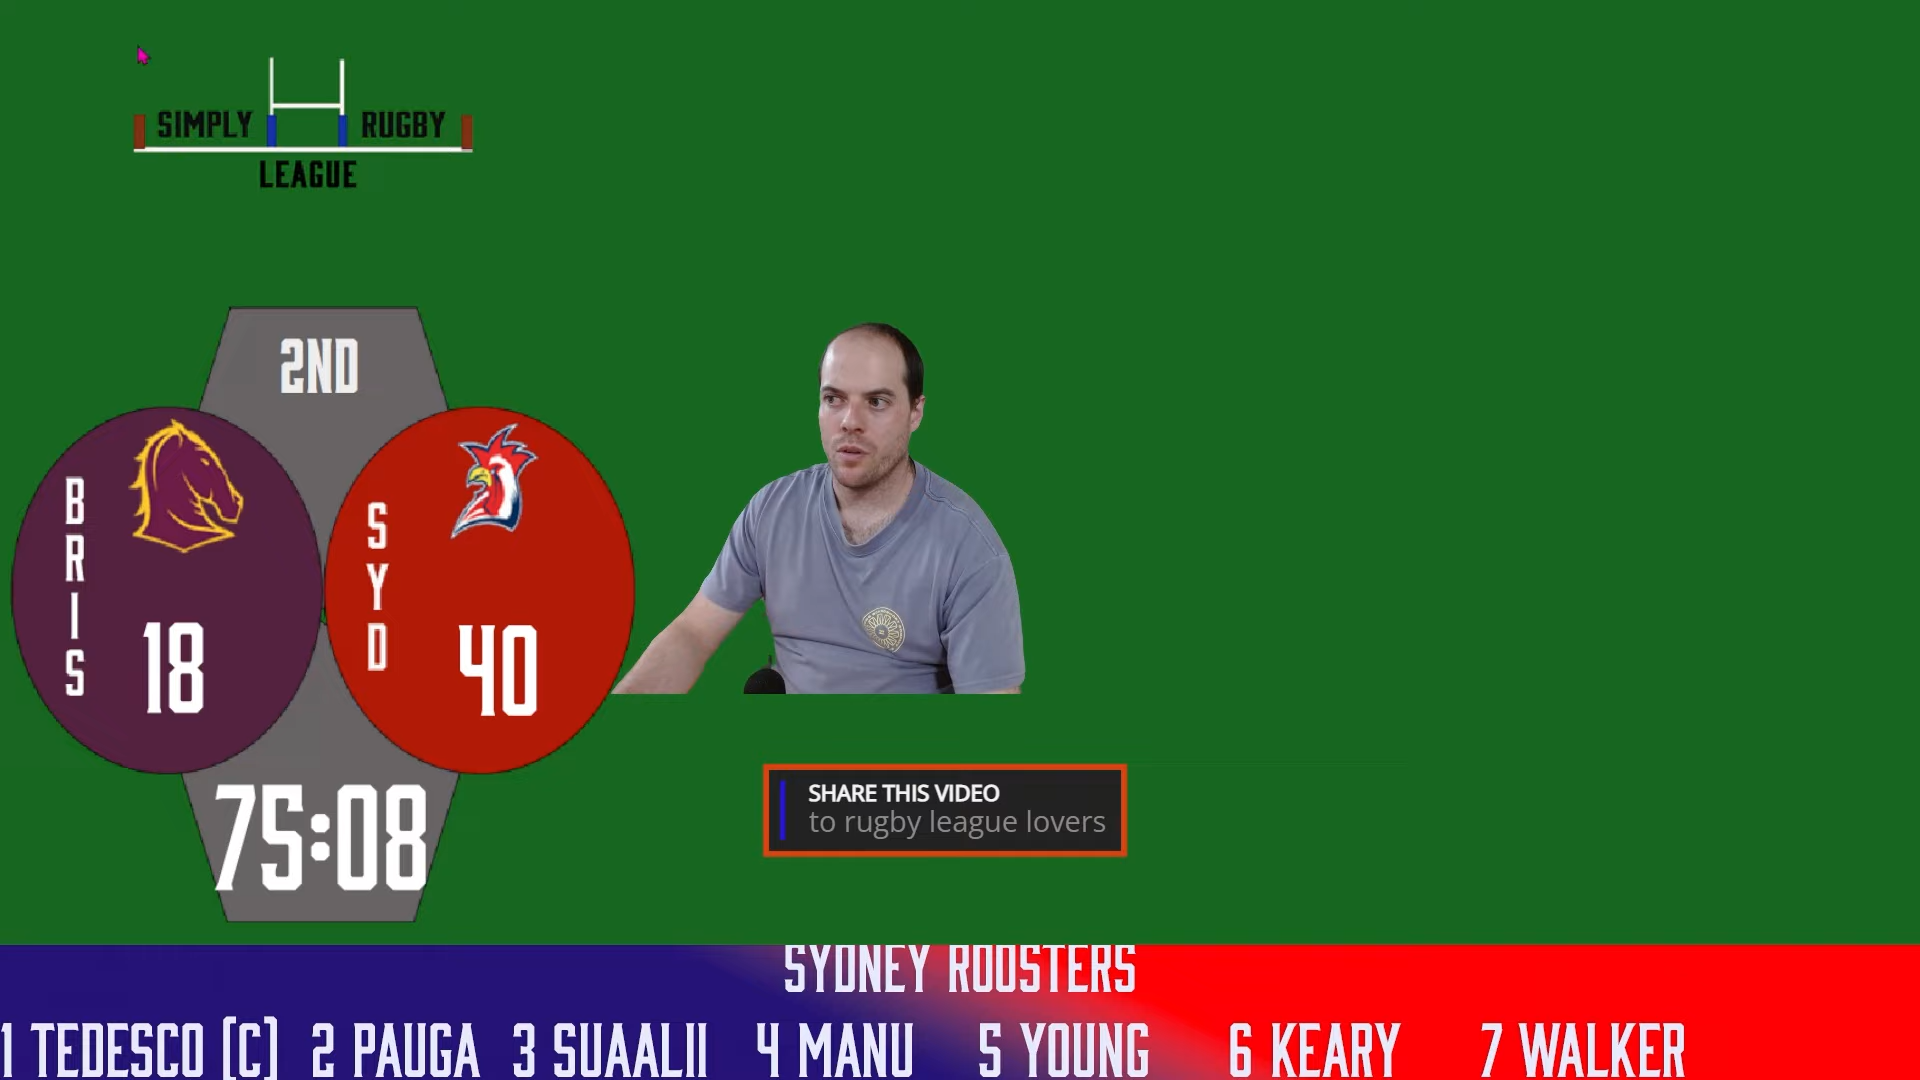 SIMPLY RUGBY
LEAGUE
2ND
BRIS
18
SYD
40
75:08
SHARE THIS VIDEO
to rugby league lovers
SYDNEY ROOSTERS
1 TEDESCO (C) 2 PAUGA 3 SUAALII 4 MANU 5 YOUNG 6 KEARY 7 WALKER